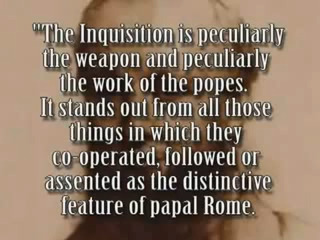 "The Inquisition is peculiarly
the weapon and peculiarly
the work of the popes.
It stands out from all those
things in which they
co-operated, followed or
assented as the distinctive
feature of papal Rome.